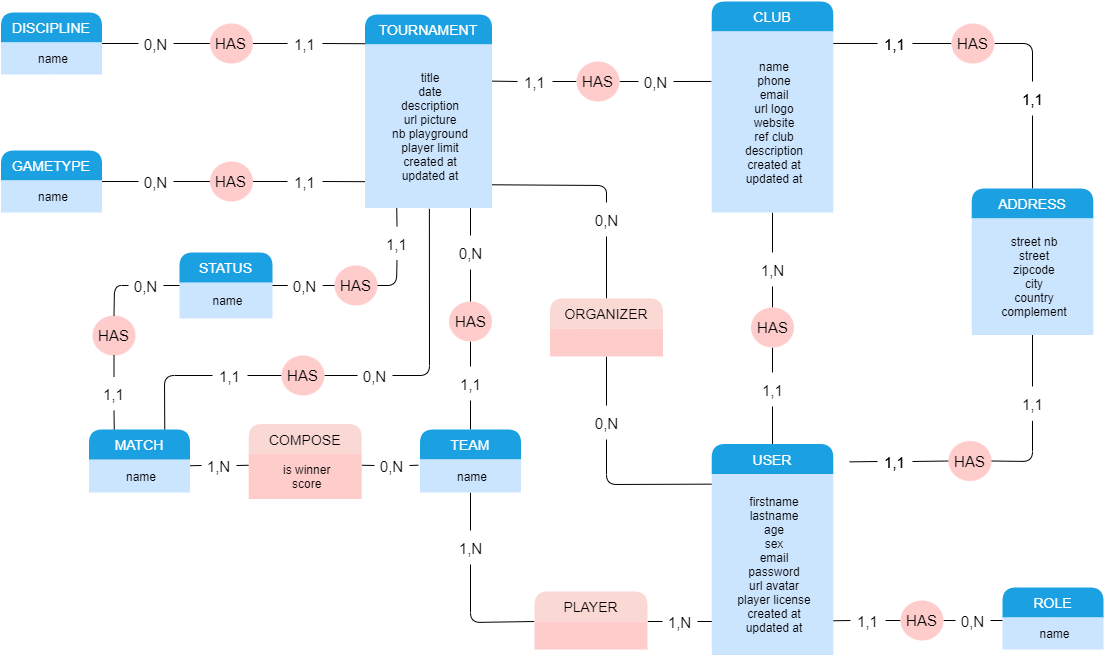 DISCIPLINE
name
0,N
HAS
1,1
TOURNAMENT
title
date
description
url picture
nb playground
player limit
created at
updated at
1,1
HAS
0,N
CLUB
name
phone
email
url logo
website
ref club
description
created at
updated at
1,1
HAS
1,1
GAMETYPE
name
0,N
HAS
1,1
ADDRESS
street nb
street
zipcode
city
country
complement
STATUS
name
0,N
HAS
1,1
0,N
HAS
1,1
0,N
HAS
1,1
0,N
ORGANIZER
0,N
1,N
HAS
1,1
1,1
HAS
0,N
MATCH
name
1,N
COMPOSE
is winner
score
0,N
TEAM
name
USER
firstname
lastname
age
sex
email
password
url avatar
player license
created at
updated at
1,1
HAS
1,1
1,N
PLAYER
1,N
1,1
HAS
0,N
ROLE
name